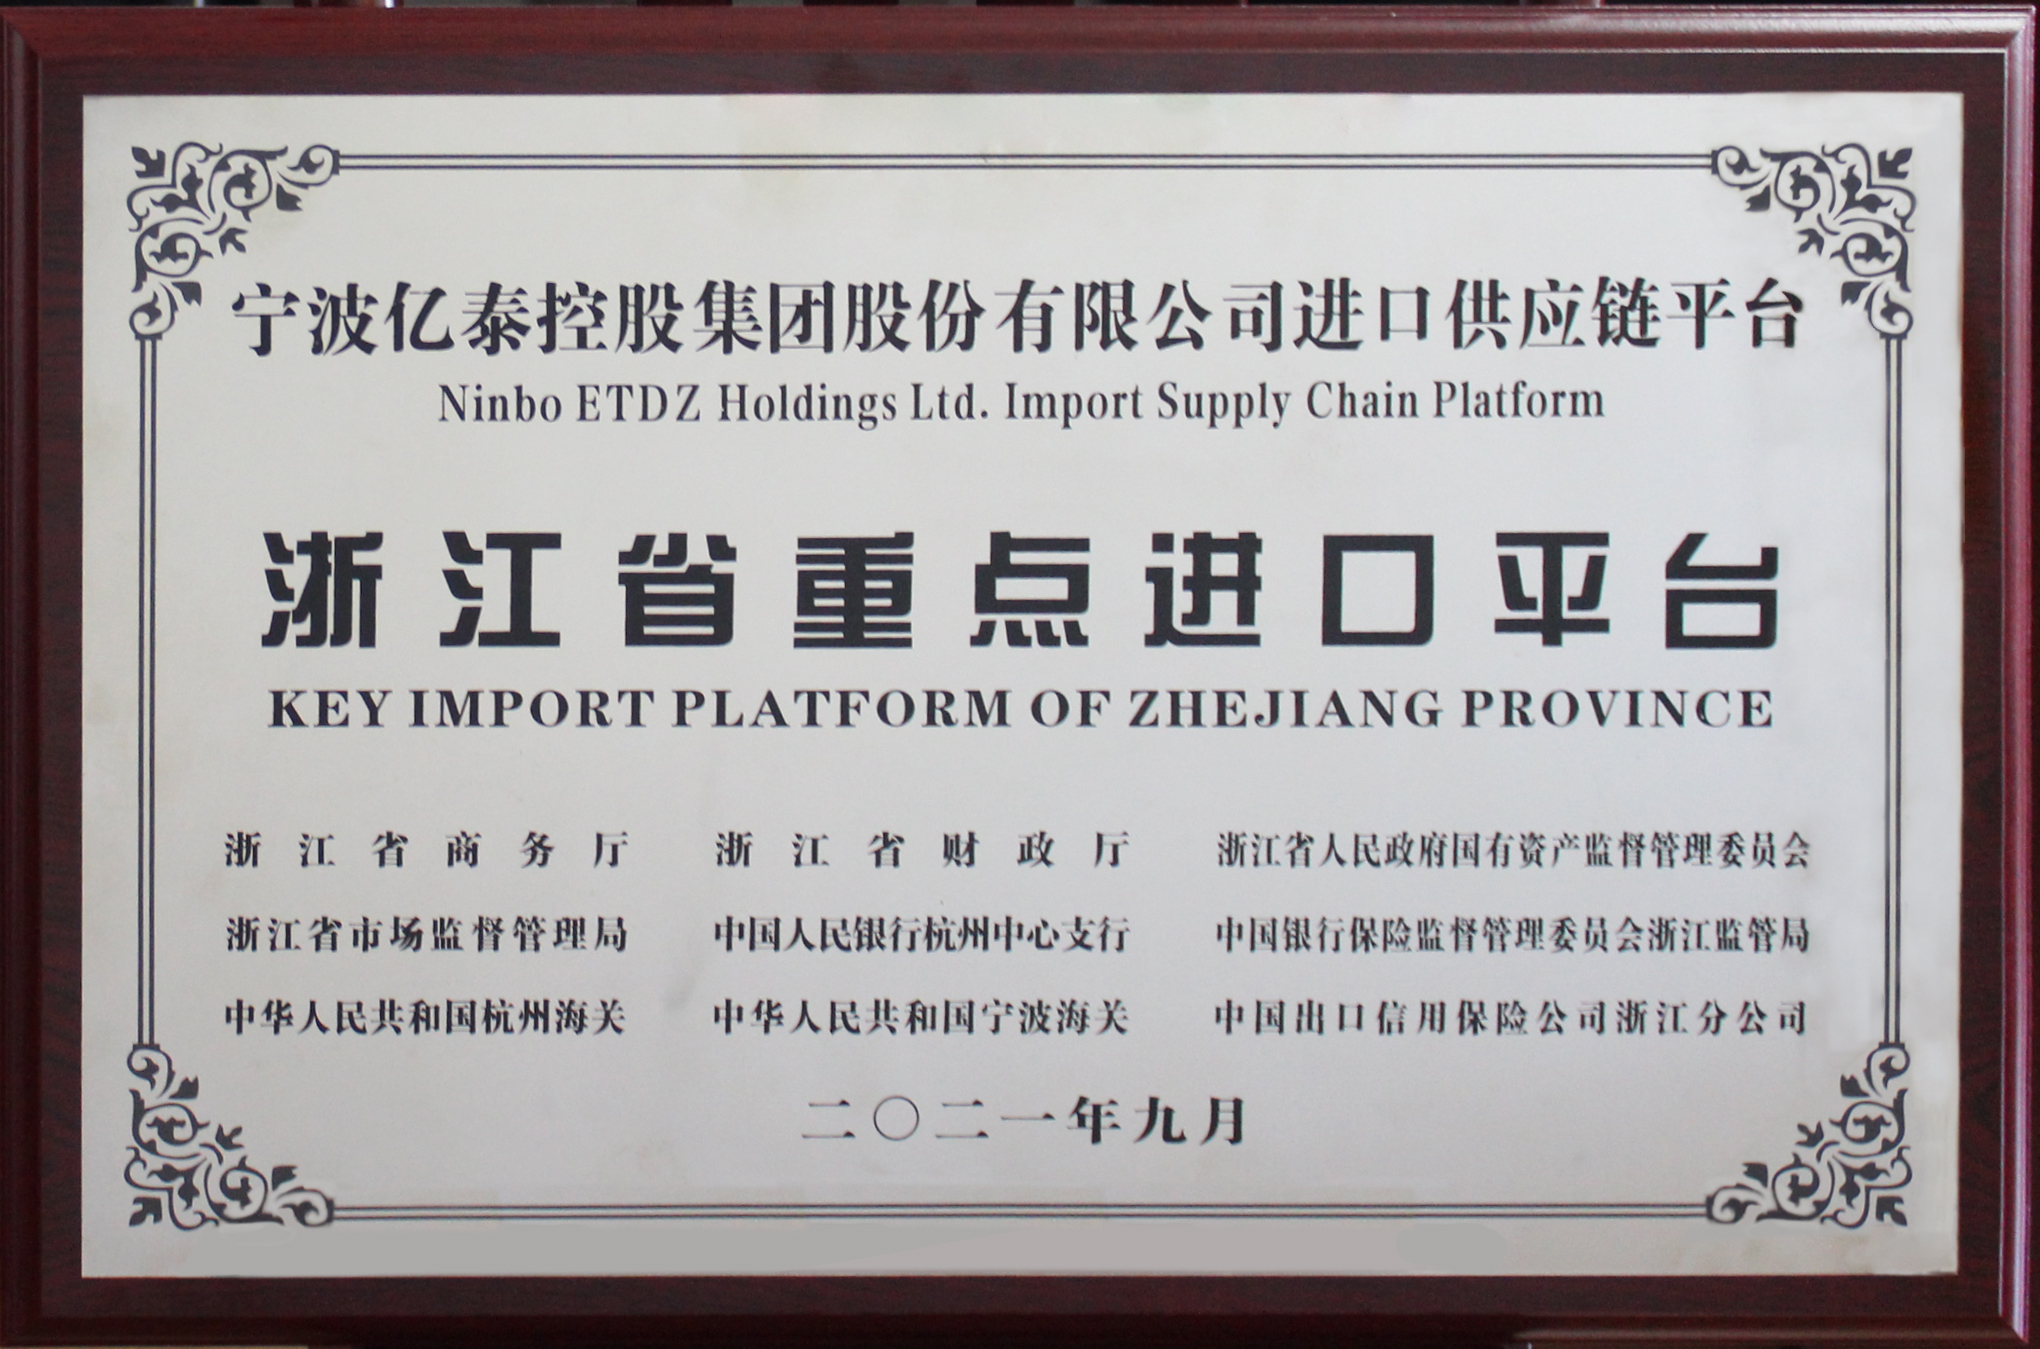 宁波亿泰控股集团股份有限公司进口供应链平台
Ninbo ETDZ Holdings Ltd. Import Supply Chain Platform
浙江省重点进口平台
KEY IMPORT PLATFORM OF ZHEJIANG PROVINCE
浙江省商务厅 浙江省财政厅 浙江省人民政府国有资产监督管理委员会
浙江省市场监督管理局 中国人民银行杭州中心支行 中国银行保险监督管理委员会浙江监管局
中华人民共和国杭州海关 中华人民共和国宁波海关 中国出口信用保险公司浙江分公司
二〇二一年九月